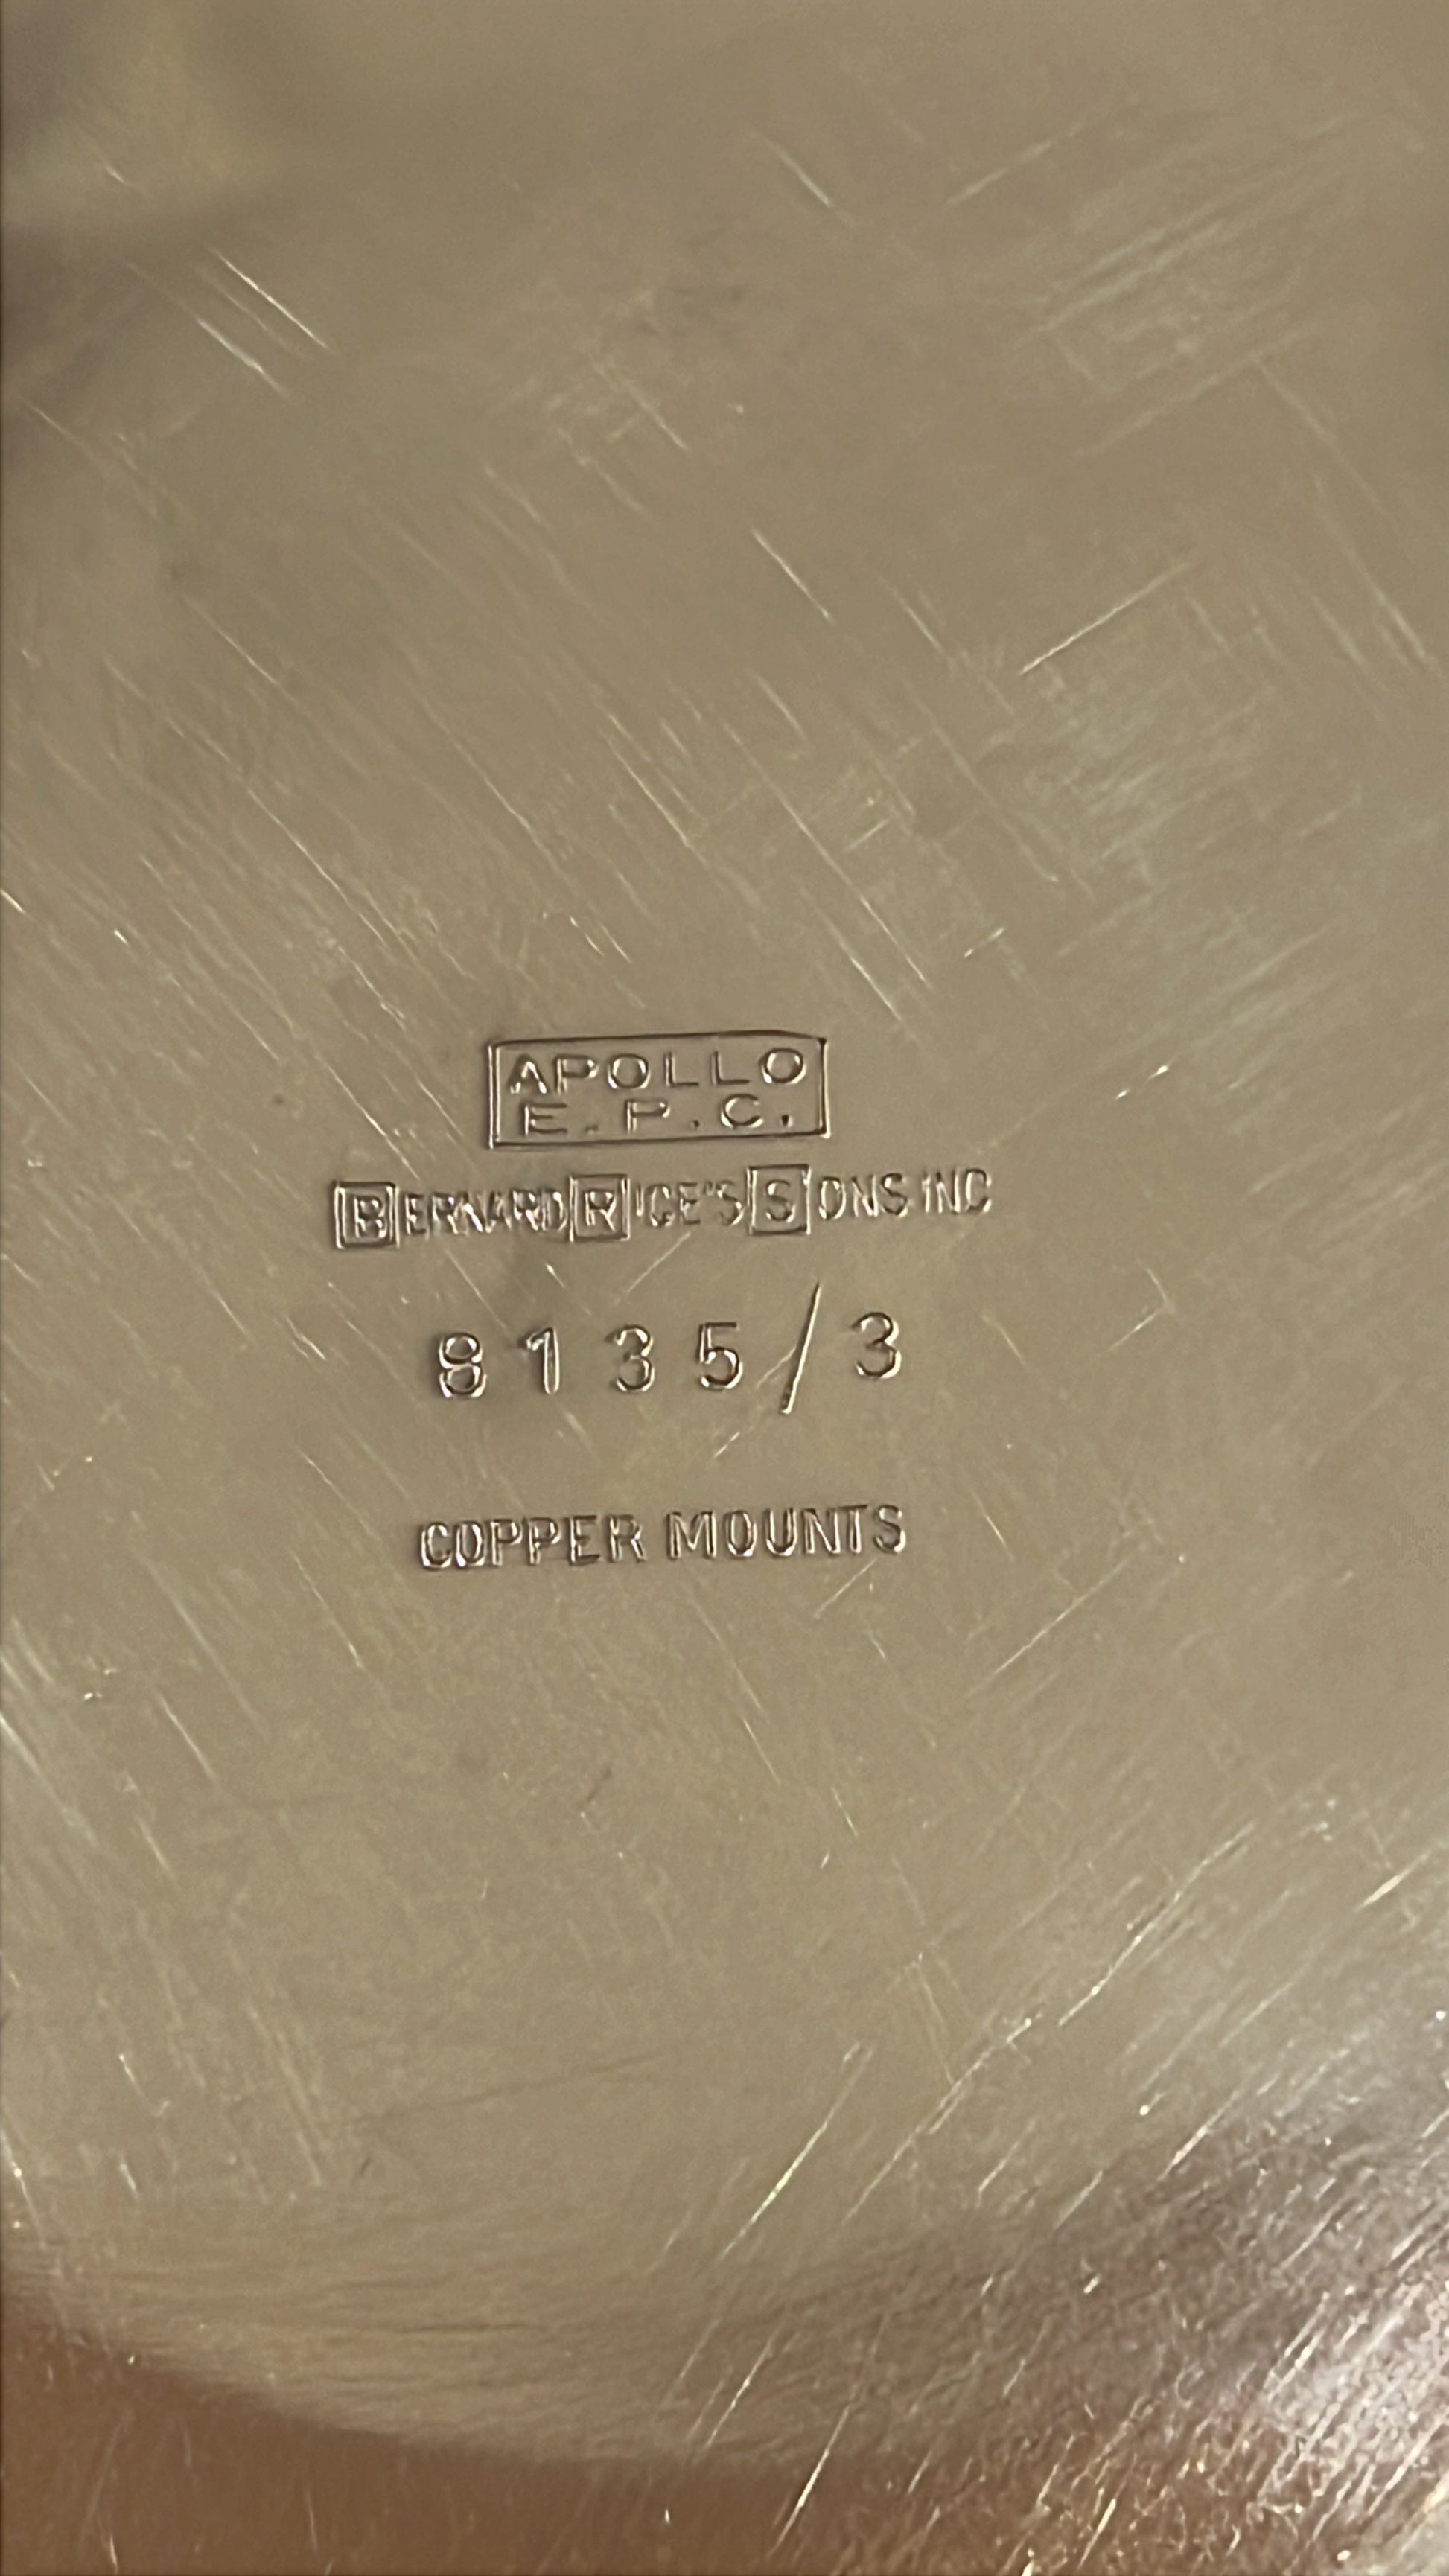 APOLLO
E.P.C.
BERNARD RICE'S SONS INC
8135/3
COPPER MOUNTS